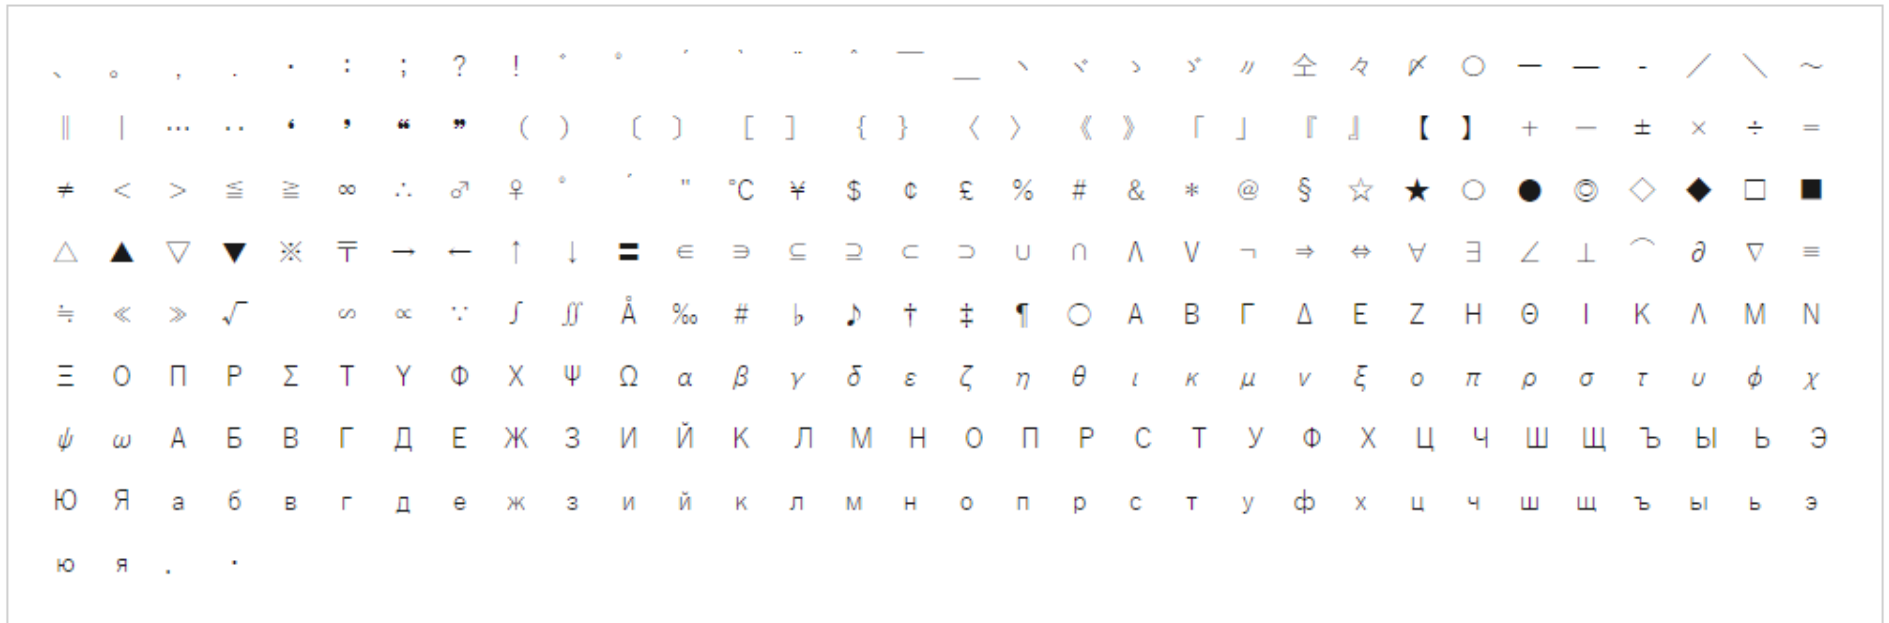 、 。 , . ・ : ; ? ! ゛ ゜ ´ ` ¨ ^ ‾ _ ヽ ヾ ゝ ゞ 〃 仝 々 〆 〇 ー — ‐ / \ ～
‖ | … ‥ ‘ ’ “ ” ( ) 〔 〕 [ ] { } 〈 〉 《 》 「 」 『 』 【 】 + − ± × ÷ =
≠ < > ≦ ≧ ∞ ∴ ♂ ♀ ° ′ ″ ℃ ¥ $ ¢ £ % # & * @ § ☆ ★ ○ ● ◎ ◇ ◆ □ ■
△ ▲ ▽ ▼ ※ 〒 → ← ↑ ↓ 〓 ∈ ∋ ⊆ ⊇ ⊂ ⊃ ∪ ∩ ∧ ∨ ¬ ⇒ ⇔ ∀ ∃ ∠ ⊥ ⌒ ∂ ∇ ≡
≒ ≪ ≫ √ ∽ ∝ ∵ ∫ ∬ Å ‰ # ♭ ♪ † ‡ ¶ ◯ Α Β Γ Δ Ε Ζ Η Θ Ι Κ Λ Μ Ν
Ξ Ο Π Ρ Σ Τ Υ Φ Χ Ψ Ω α β γ δ ε ζ η θ ι κ μ ν ξ ο π ρ σ τ υ φ χ
ψ ω А Б В Г Д Е Ж З И Й К Л М Н О П Р С Т У Ф Х Ц Ч Ш Щ Ъ Ы Ь Э
Ю Я а б в г д е ж з и й к л м н о п р с т у ф х ц ч ш щ ъ ы ь э
ю я . ･